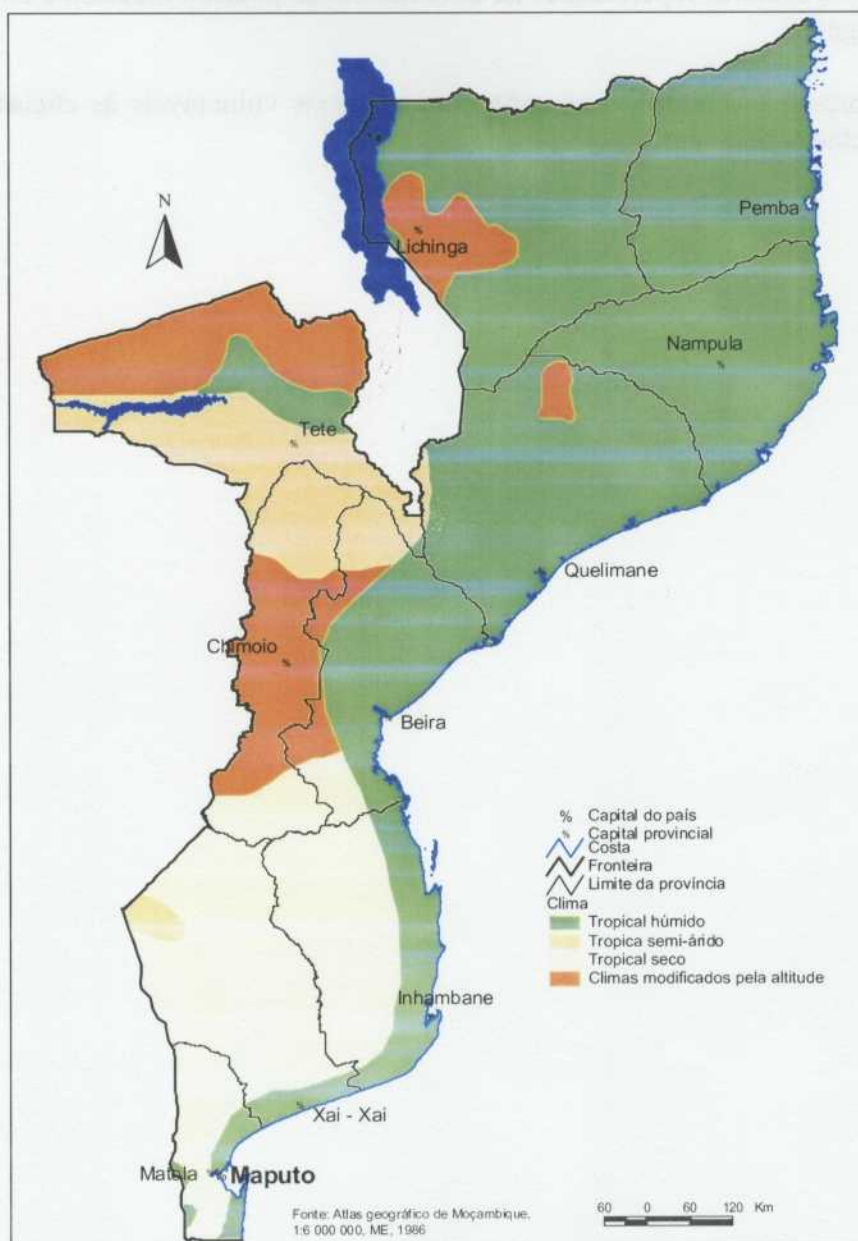 N
Pemba
Lichinga
Nampula
Tete
Quelimane
Chimoio
Beira
% Capital do país
% Capital provincial
Costa
Fronteira
Limite da província
Clima
Tropical húmido
Tropica semi-árido
Tropical seco
Climas modificados pela altitude
Inhambane
Xai - Xai
Matola
Maputo
Fonte: Atlas geográfico de Moçambique,
1:6 000 000, ME, 1986
60 0 60 120 Km